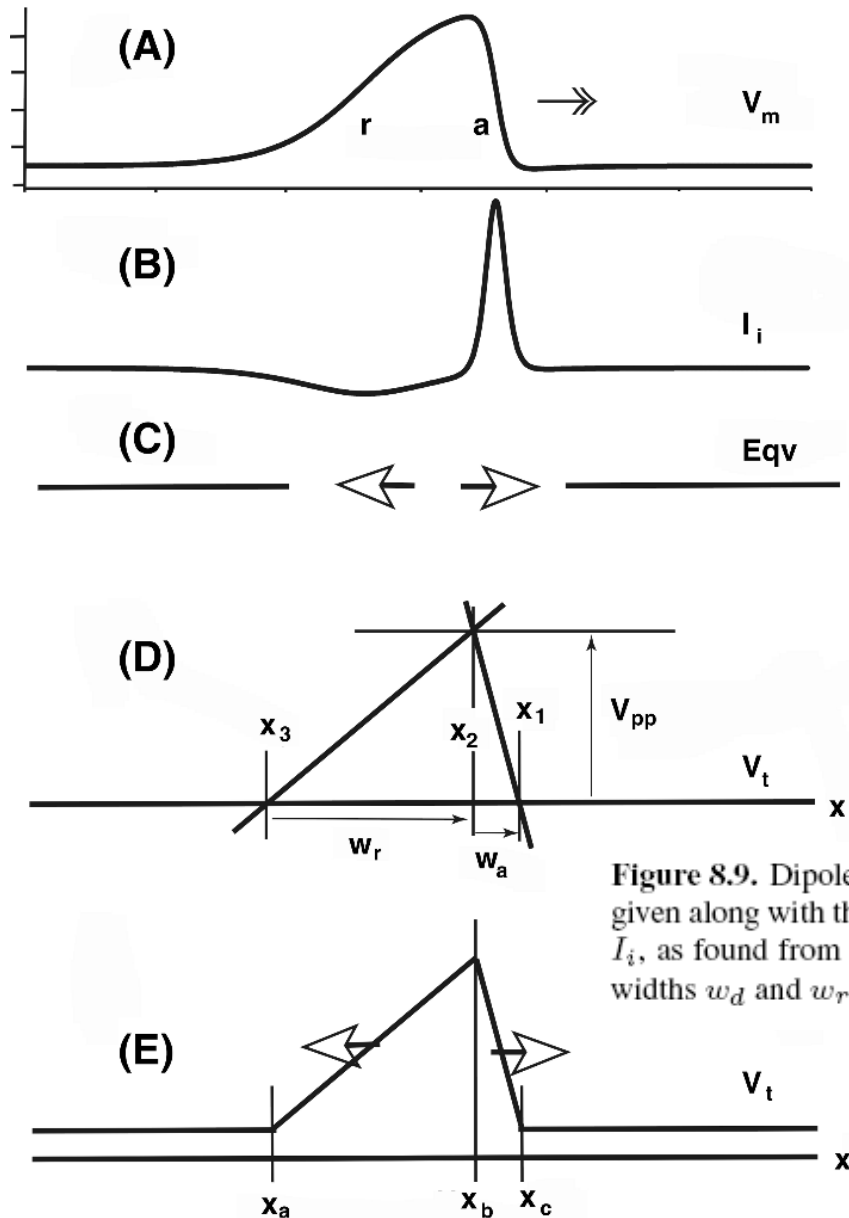 (A)
r
a
V_m
(B)
I_i
(C)
Eqv
(D)
x_3
x_2
x_1
V_pp
V_t
x
w_r
w_a
Figure 8.9. Dipole
given along with th
I_i, as found from
widths w_d and w_r
(E)
V_t
x
x_a
x_b
x_c